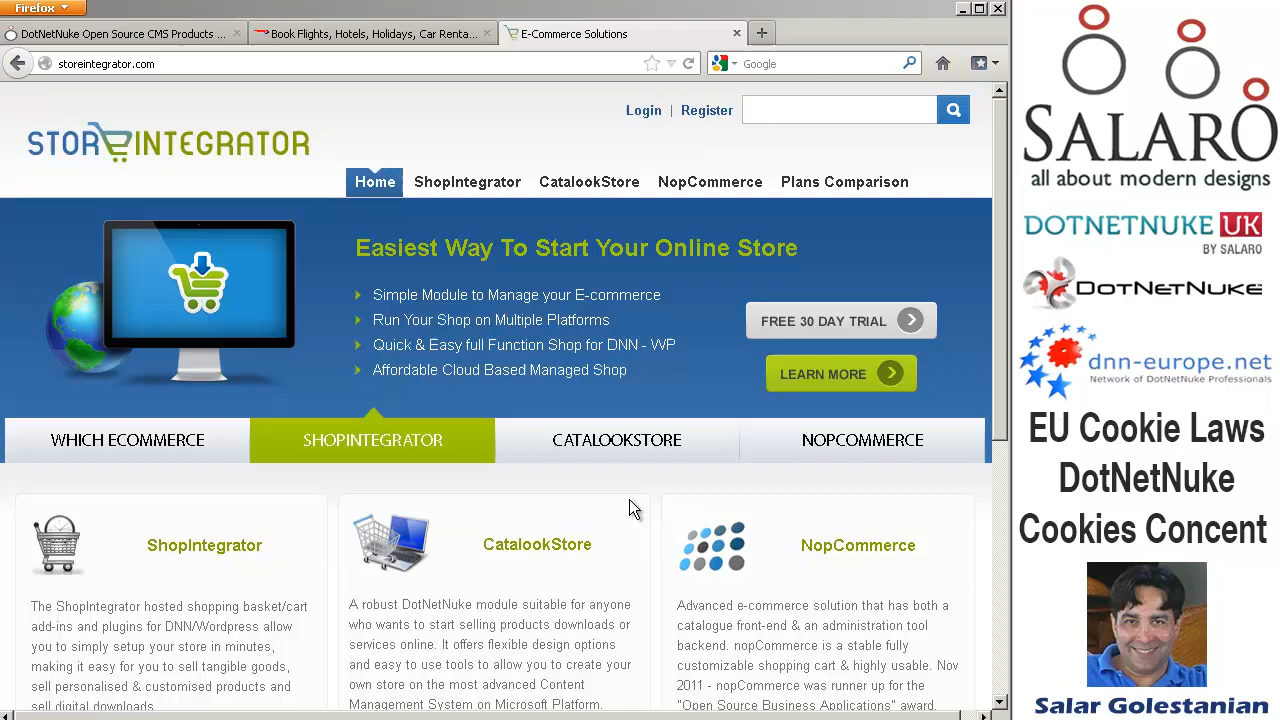 Firefox
DotNetNuke Open Source CMS Products ...
Book Flights, Hotels, Holidays, Car Renta...
E-Commerce Solutions
storeintegrator.com
Google
Login | Register
STOREINTEGRATOR
Home
ShopIntegrator
CatalookStore
NopCommerce
Plans Comparison
Easiest Way To Start Your Online Store
Simple Module to Manage your E-commerce
Run Your Shop on Multiple Platforms
Quick & Easy full Function Shop for DNN - WP
Affordable Cloud Based Managed Shop
FREE 30 DAY TRIAL
LEARN MORE
WHICH ECOMMERCE
SHOPINTEGRATOR
CATALOOKSTORE
NOPCOMMERCE
ShopIntegrator
The ShopIntegrator hosted shopping basket/cart
add-ins and plugins for DNN/Wordpress allow
you to simply setup your store in minutes,
making it easy for you to sell tangible goods,
sell personalised & customised products and
sell digital downloads.
CatalookStore
A robust DotNetNuke module suitable for anyone
who wants to start selling products downloads or
services online. It offers flexible design options
and easy to use tools to allow you to create your
own store on the most advanced Content
Management System on Microsoft Platform.
NopCommerce
Advanced e-commerce solution that has both a
catalogue front-end & an administration tool
backend. nopCommerce is a stable fully
customizable shopping cart & highly usable. Nov
2011 - nopCommerce was runner up for the
"Open Source Business Applications" award.
SALARO
all about modern designs
DOTNETNUKE UK
BY SALARO
DOTNETNUKE
dnn-europe.net
Network of DotNetNuke Professionals
EU Cookie Laws
DotNetNuke
Cookies Concent
Salar Golestanian